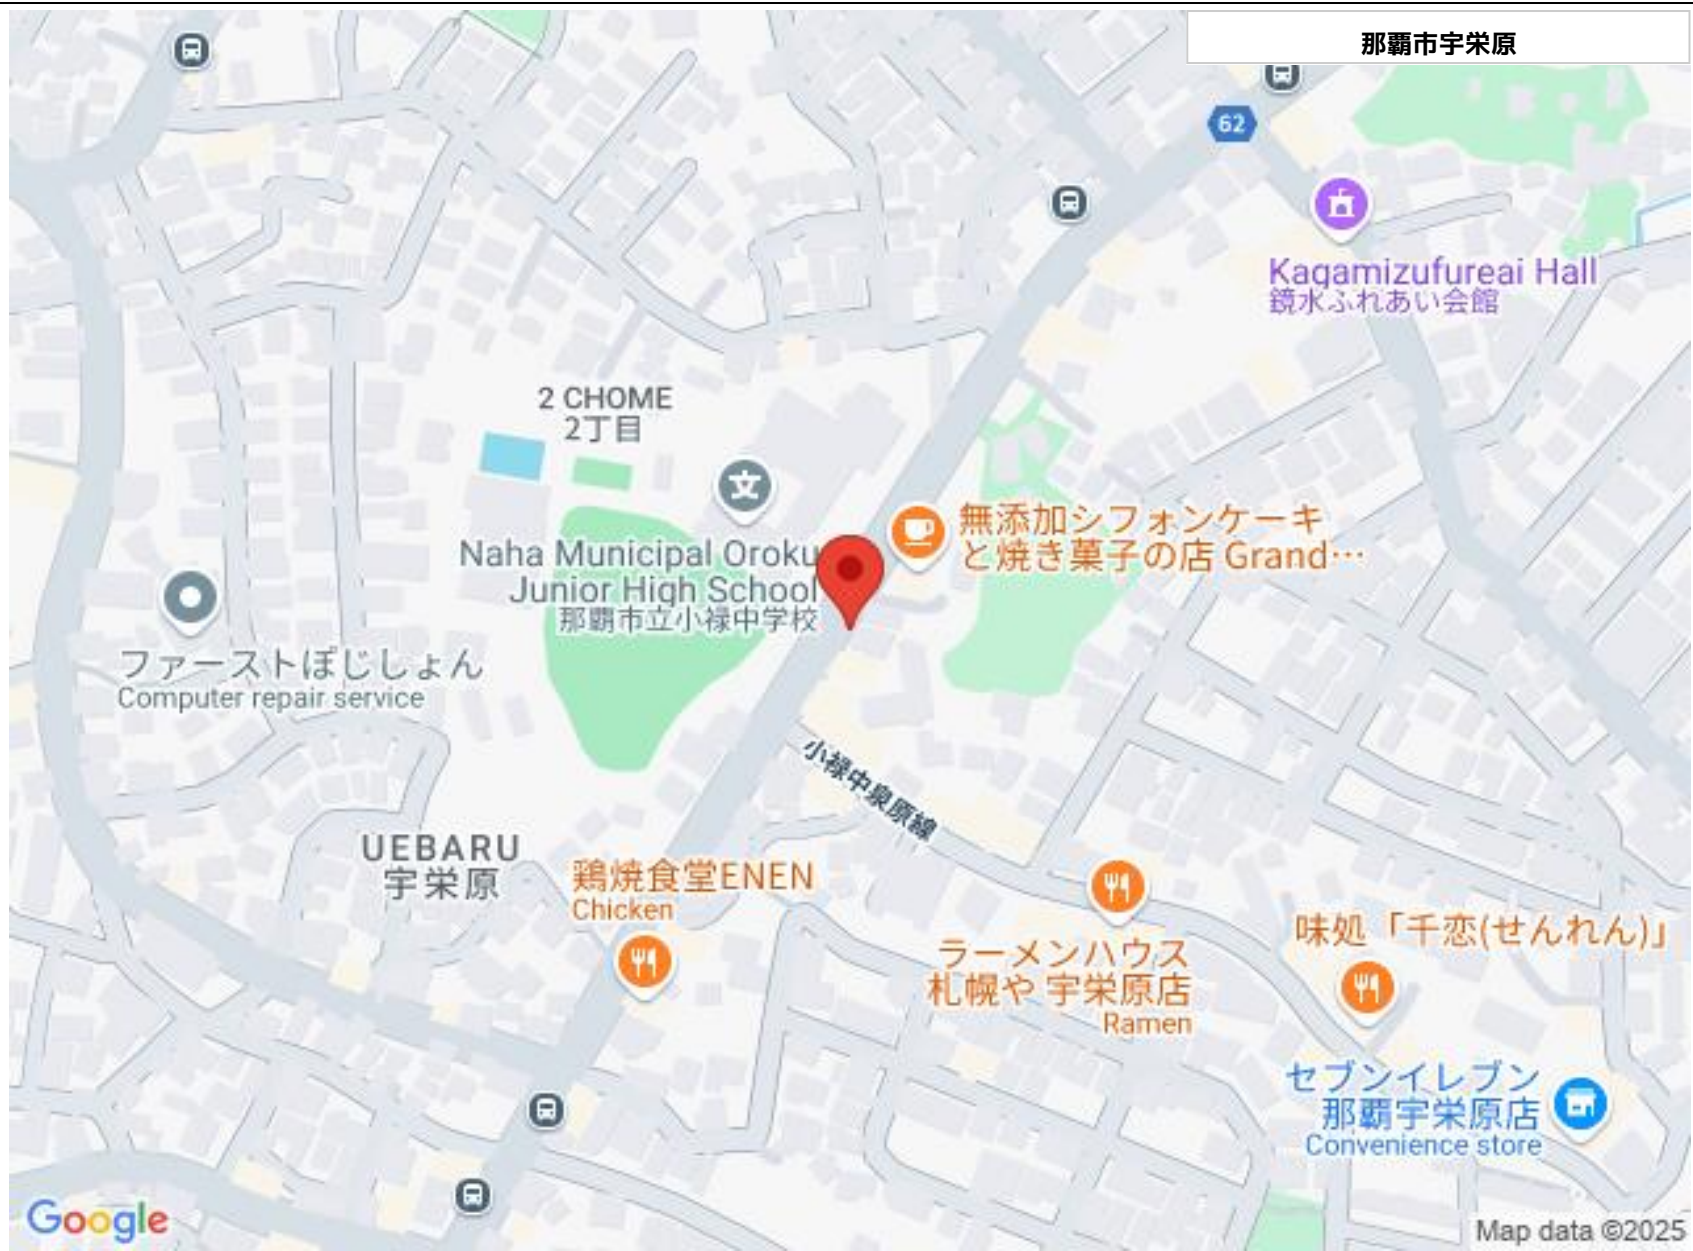 那覇市宇栄原
62
Kagamizufureai Hall
鏡水ふれあい会館
2 CHOME
2丁目
文
無添加シフォンケーキ
と焼き菓子の店 Grand…
Naha Municipal Oroku
Junior High School
那覇市立小禄中学校
ファーストぽじしょん
Computer repair service
小禄中泉原線
UEBARU
宇栄原
鶏焼食堂ENEN
Chicken
ラーメンハウス
札幌や 宇栄原店
Ramen
味処「千恋(せんれん)」
セブンイレブン
那覇宇栄原店
Convenience store
Google
Map data ©2025